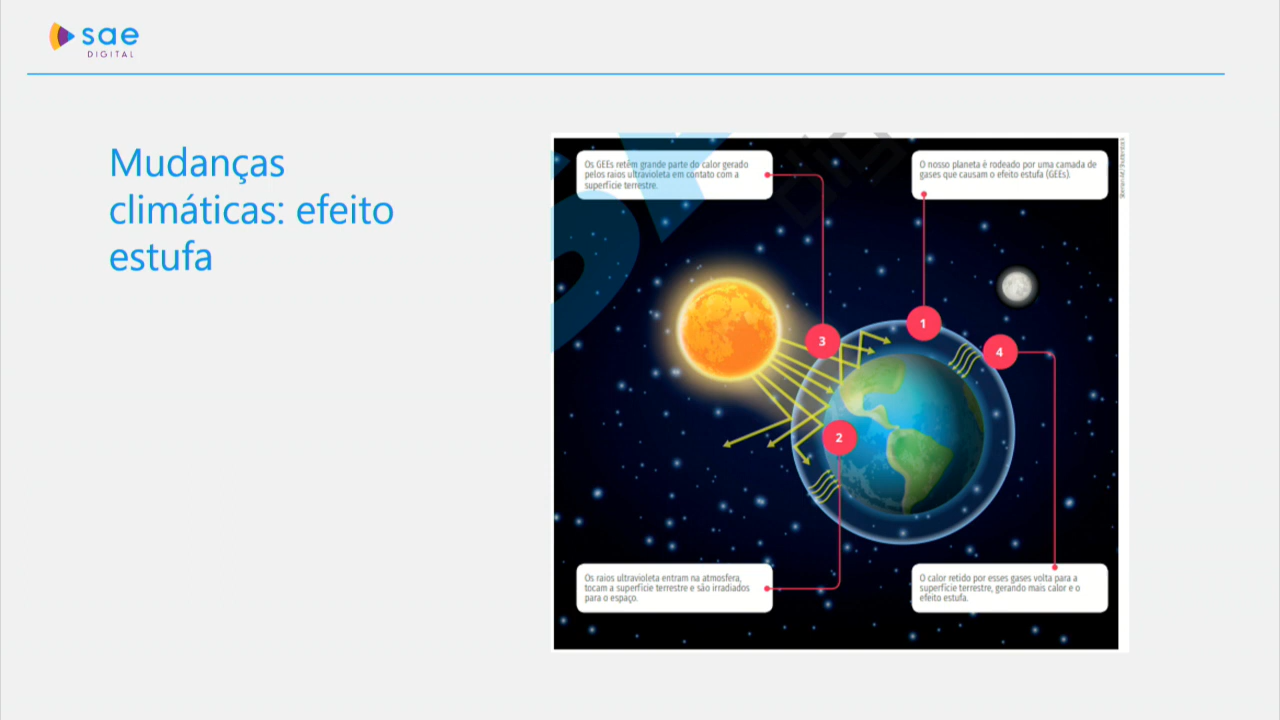 sae
DIGITAL
Mudanças
climáticas: efeito
estufa
Os GEEs retêm grande parte do calor gerado
pelos raios ultravioleta em contato com a
superfície terrestre.
O nosso planeta é rodeado por uma camada de
gases que causam o efeito estufa (GEEs).
1
3
4
2
Os raios ultravioleta entram na atmosfera,
tocam a superfície terrestre e são irradiados
para o espaço.
O calor retido por esses gases volta para a
superfície terrestre, gerando mais calor e o
efeito estufa.